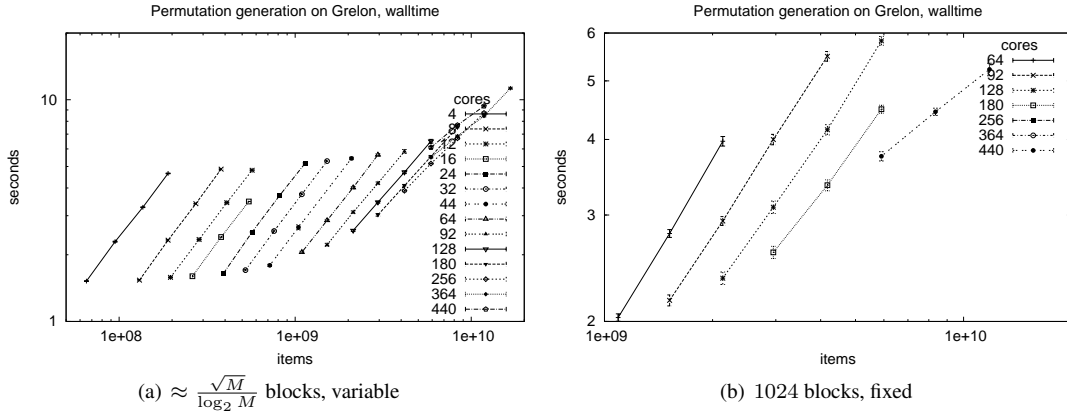 Permutation generation on Grelon, walltime
seconds
10
1
1e+08
1e+09
1e+10
items
cores
4
8
12
16
24
32
44
64
92
128
180
256
364
440
(a) ≈ √M / log₂ M blocks, variable
Permutation generation on Grelon, walltime
seconds
6
5
4
3
2
1e+09
1e+10
items
cores
64
92
128
180
256
364
440
(b) 1024 blocks, fixed